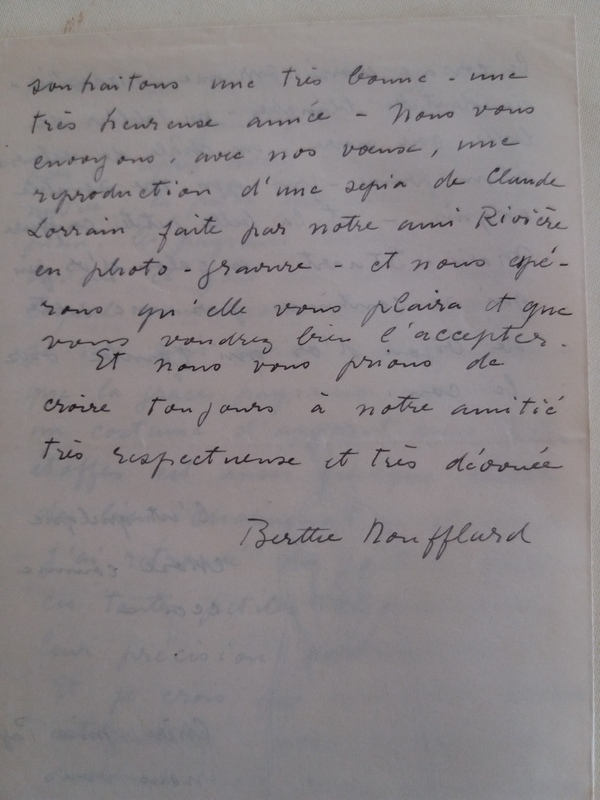 souhaitons une très bonne - une
très heureuse année - Nous vous
envoyons, avec nos vœux, une
reproduction d'une sepia de Claude
Lorrain faite par notre ami Rivière
en photo-gravure - et nous espé-
rons qu'elle vous plaira et que
vous voudrez bien l'accepter.
Et nous vous prions de
croire toujours à notre amitié
très respectueuse et très dévouée
Berthe Noufflard